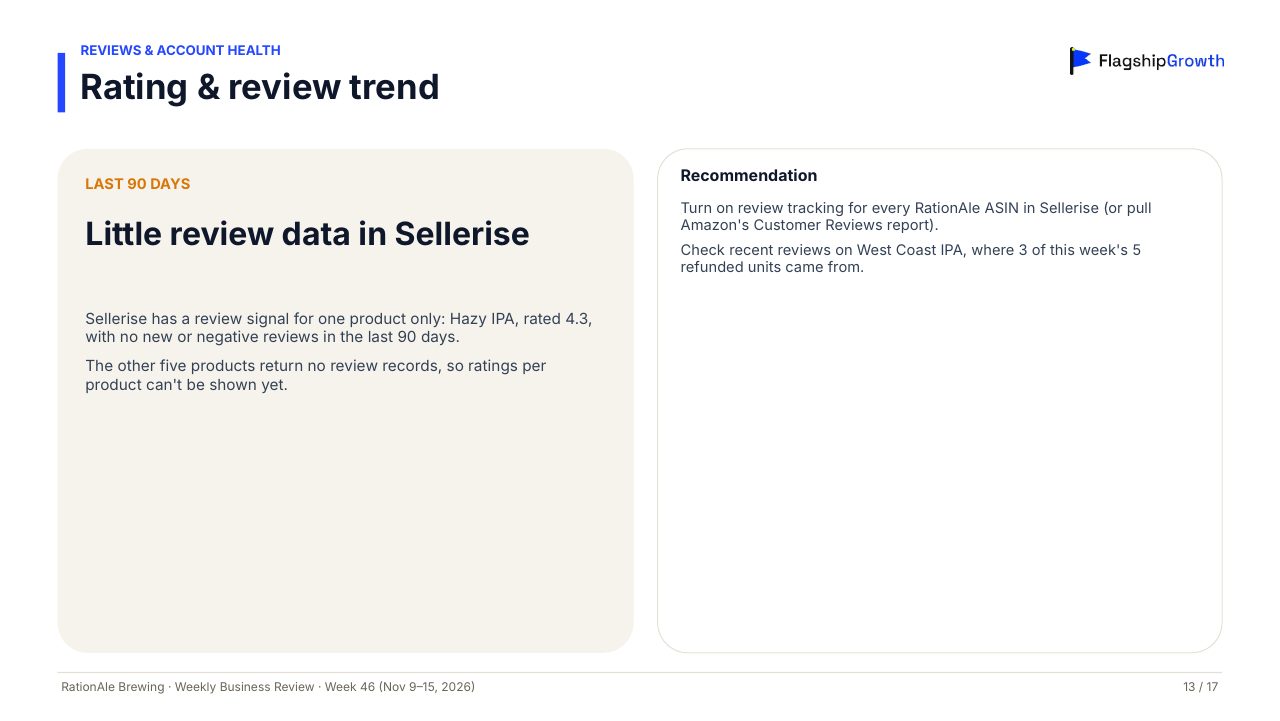 REVIEWS & ACCOUNT HEALTH
Rating & review trend
FlagshipGrowth
LAST 90 DAYS
Little review data in Sellerise
Sellerise has a review signal for one product only: Hazy IPA, rated 4.3,
with no new or negative reviews in the last 90 days.
The other five products return no review records, so ratings per
product can't be shown yet.
Recommendation
Turn on review tracking for every RationAle ASIN in Sellerise (or pull
Amazon's Customer Reviews report).
Check recent reviews on West Coast IPA, where 3 of this week's 5
refunded units came from.
RationAle Brewing · Weekly Business Review · Week 46 (Nov 9–15, 2026)
13 / 17